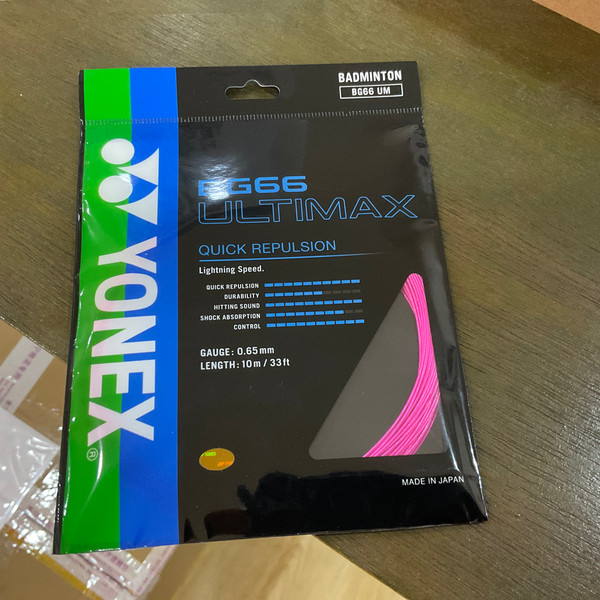 BADMINTON
BG66 UM
YONEX
®
BG66
ULTIMAX
QUICK REPULSION
Lightning Speed.
QUICK REPULSION
DURABILITY
HITTING SOUND
SHOCK ABSORPTION
CONTROL
GAUGE: 0.65mm
LENGTH: 10m / 33ft
MADE IN JAPAN